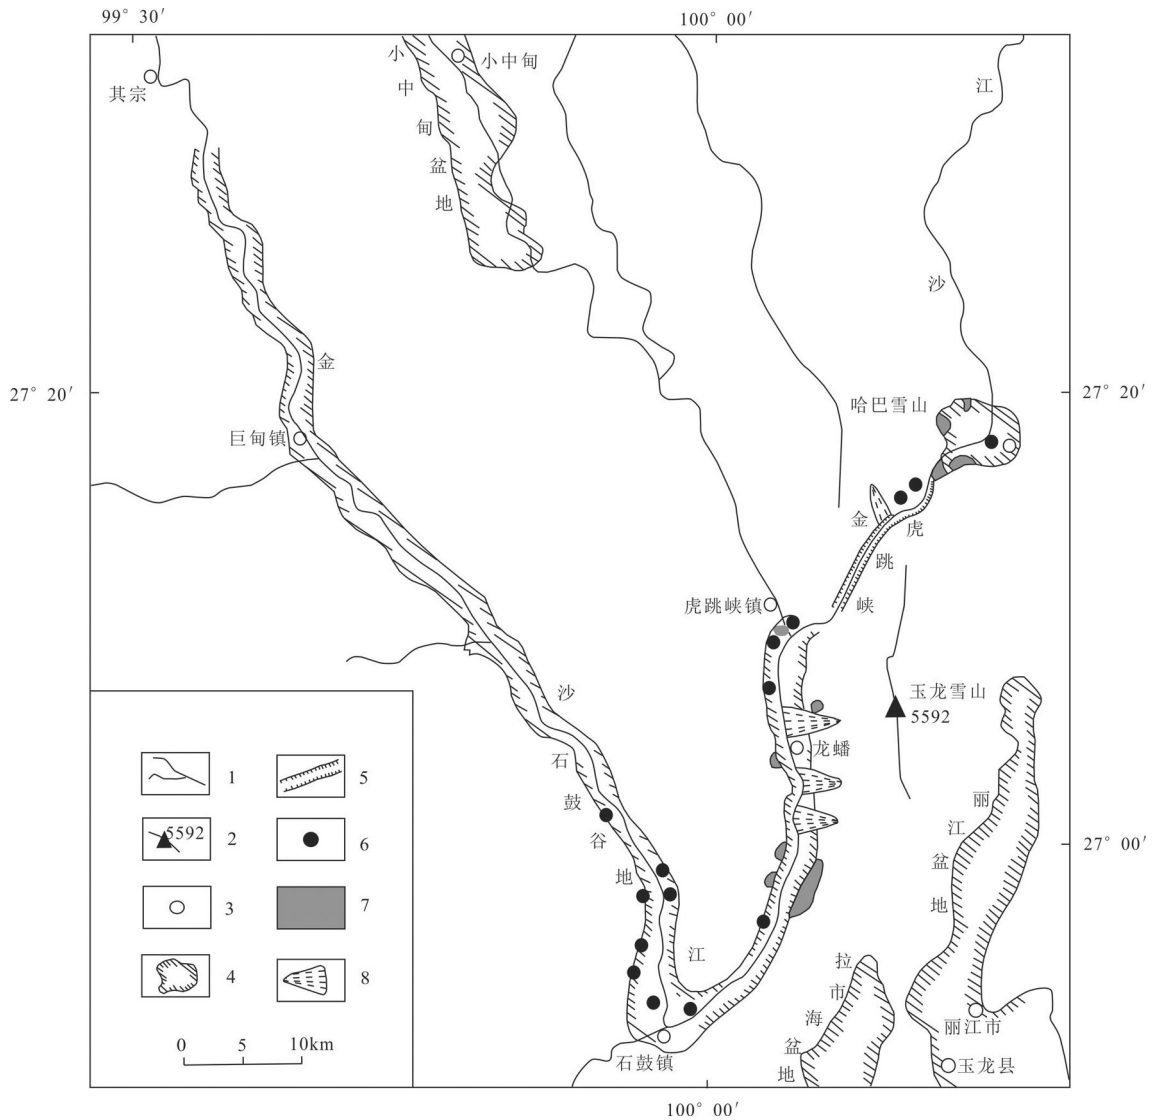 99° 30′
100° 00′
其宗
小中甸
小中甸盆地
江
沙
27° 20′
27° 20′
金
哈巴雪山
巨甸镇
金
虎
跳
峡
虎跳峡镇
玉龙雪山
5592
沙
石鼓谷地
龙蟠
丽江盆地
27° 00′
江
拉市海盆地
丽江市
石鼓镇
玉龙县
1
5
5592
2
6
3
7
4
8
0 5 10km
100° 00′